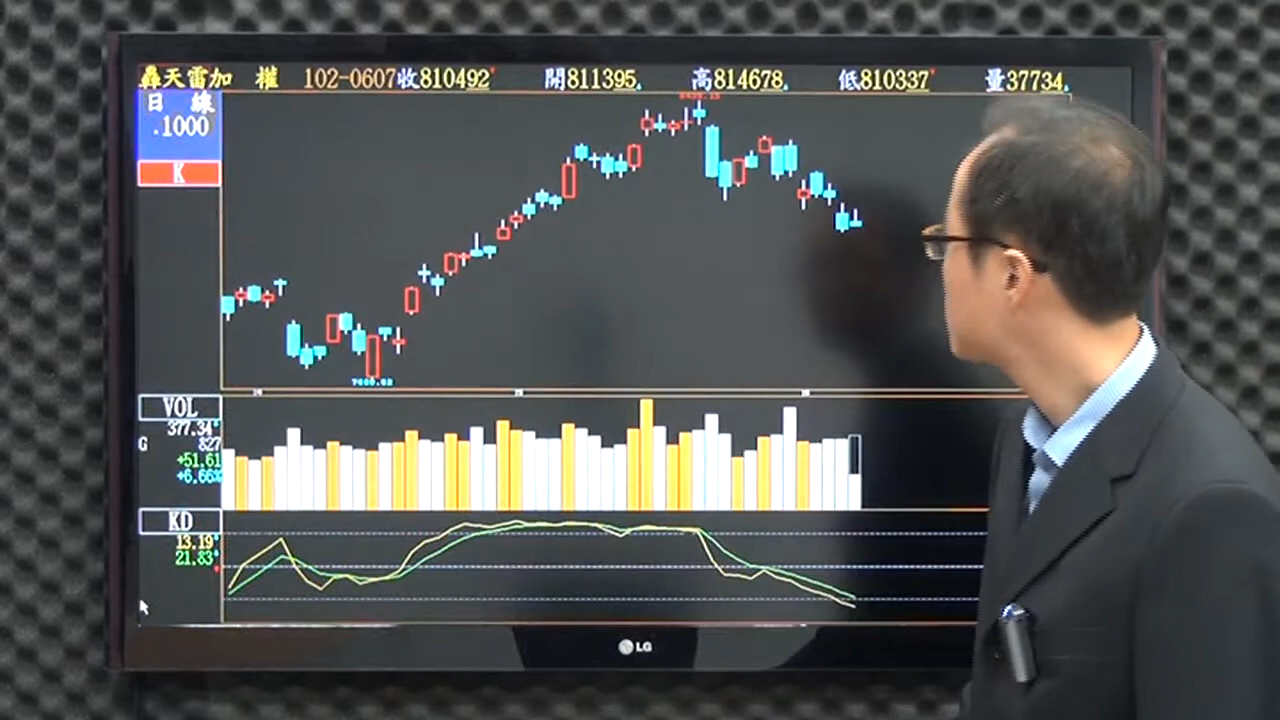 轟天雷加 權 102-0607收810492 開811395 高814678 低810337 量37734
日 線
.1000
K
VOL
377.34
G 827
+51.61
+6.66%
KD
13.19
21.83
LG